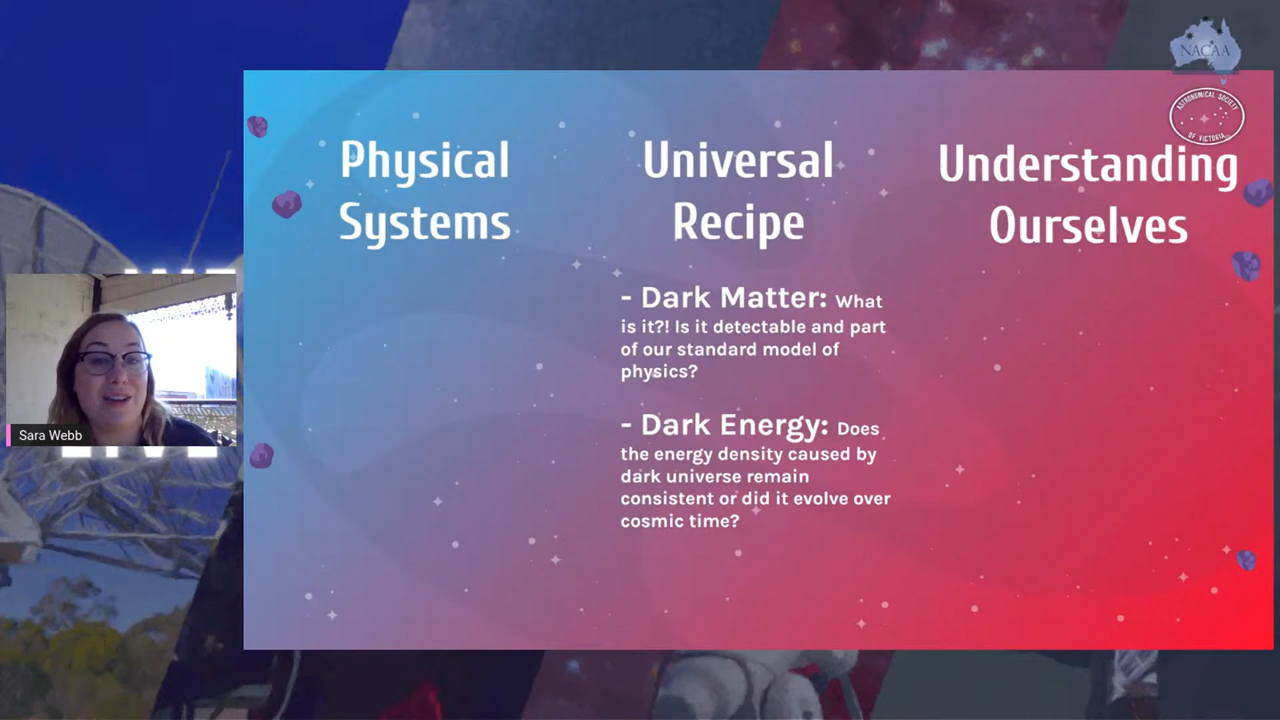 NACAA
ASTRONOMICAL SOCIETY
OF VICTORIA
Physical
Systems
Universal
Recipe
Understanding
Ourselves
- Dark Matter: What
is it?! Is it detectable and part
of our standard model of
physics?
- Dark Energy: Does
the energy density caused by
dark universe remain
consistent or did it evolve over
cosmic time?
Sara Webb